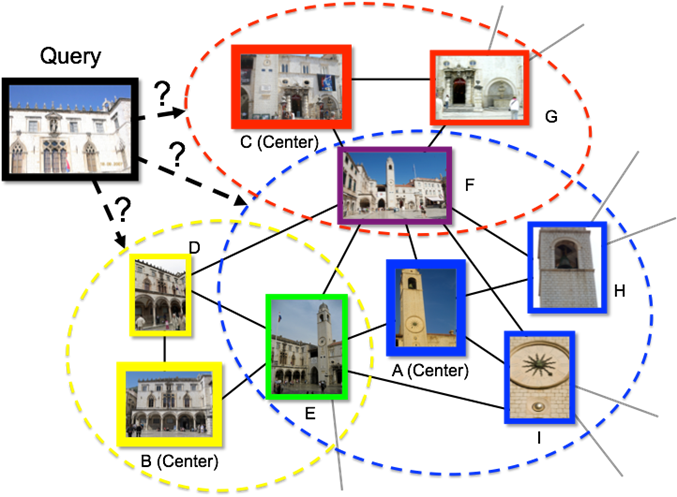 Query
?
?
?
C (Center)
G
F
D
H
A (Center)
E
I
B (Center)